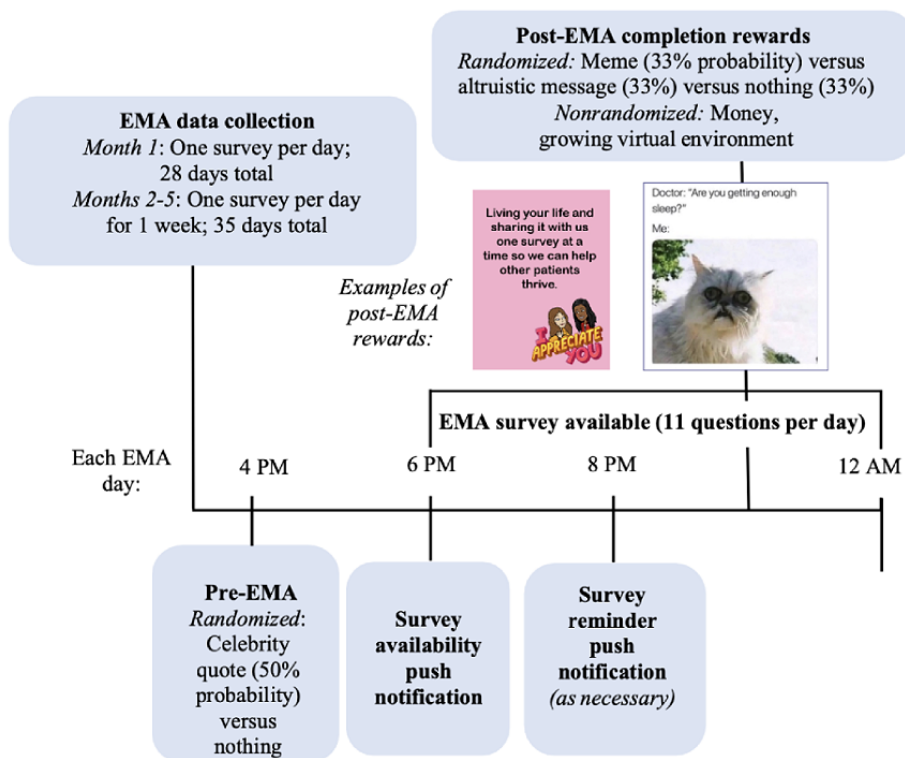 Post-EMA completion rewards
Randomized: Meme (33% probability) versus
altruistic message (33%) versus nothing (33%)
Nonrandomized: Money,
growing virtual environment
EMA data collection
Month 1: One survey per day;
28 days total
Months 2-5: One survey per day
for 1 week; 35 days total
Examples of
post-EMA
rewards:
Living your life and
sharing it with us
one survey at a
time so we can help
other patients
thrive.
I
APPRECIATE
YOU
Doctor: "Are you getting enough
sleep?"
Me:
EMA survey available (11 questions per day)
Each EMA
day:
4 PM
6 PM
8 PM
12 AM
Pre-EMA
Randomized:
Celebrity
quote (50%
probability)
versus
nothing
Survey
availability
push
notification
Survey
reminder
push
notification
(as necessary)